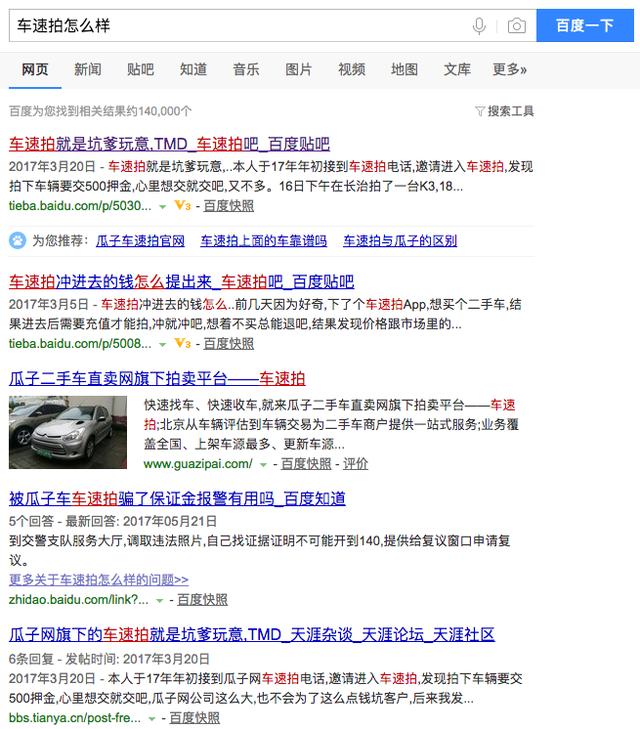 车速拍怎么样
百度一下
网页 新闻 贴吧 知道 音乐 图片 视频 地图 文库 更多»
百度为您找到相关结果约140,000个 搜索工具
车速拍就是坑爹玩意,TMD_车速拍吧_百度贴吧
2017年3月20日 - 车速拍就是坑爹玩意,..本人于17年年初接到车速拍电话,邀请进入车速拍,发现
拍下车辆要交500押金,心里想交就交吧,又不多。16日下午在长治拍了一台K3,18...
tieba.baidu.com/p/5030... V3 - 百度快照
为您推荐: 瓜子车速拍官网 车速拍上面的车靠谱吗 车速拍与瓜子的区别
车速拍冲进去的钱怎么提出来_车速拍吧_百度贴吧
2017年3月5日 - 车速拍冲进去的钱怎么..前几天因为好奇,下了个车速拍App,想买个二手车,结
果进去后需要充值才能拍,冲就冲吧,想着不买总能退吧,结果发现价格跟市场里的...
tieba.baidu.com/p/5008... V3 - 百度快照
瓜子二手车直卖网旗下拍卖平台——车速拍
快速找车、快速收车,就来瓜子二手车直卖网旗下拍卖平台——车速
拍;北京从车辆评估到车辆交易为二手车商户提供一站式服务;业务覆
盖全国、上架车源最多、更新车源...
www.guazipai.com/ - 百度快照 - 评价
被瓜子车车速拍骗了保证金报警有用吗_百度知道
5个回答 - 最新回答: 2017年05月21日
到交警支队服务大厅,调取违法照片,自己找证据证明不可能开到140,提供给复议窗口申请复
议。
更多关于车速拍怎么样的问题>>
zhidao.baidu.com/link?... - 百度快照
瓜子网旗下的车速拍就是坑爹玩意,TMD_天涯杂谈_天涯论坛_天涯社区
6条回复 - 发帖时间: 2017年3月20日
2017年3月20日 - 本人于17年年初接到瓜子网车速拍电话,邀请进入车速拍,发现拍下车辆要交
500押金,心里想交就交吧,瓜子网公司这么大,也不会为了这么点钱坑客户,后来我发...
bbs.tianya.cn/post-fre... - 百度快照